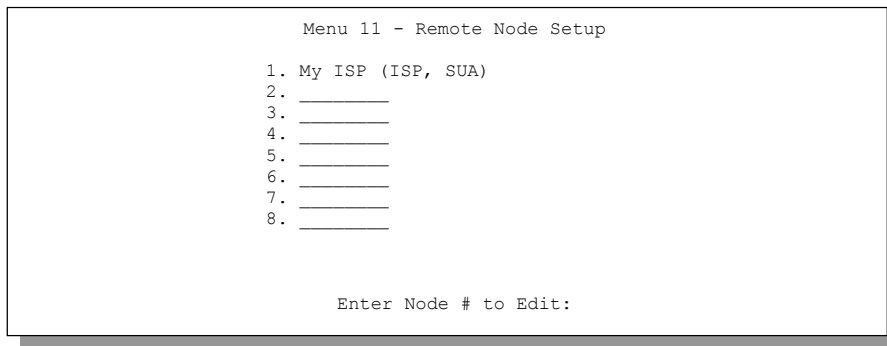 Menu 11 - Remote Node Setup
1. My ISP (ISP, SUA)
2. ________
3. ________
4. ________
5. ________
6. ________
7. ________
8. ________
Enter Node # to Edit: